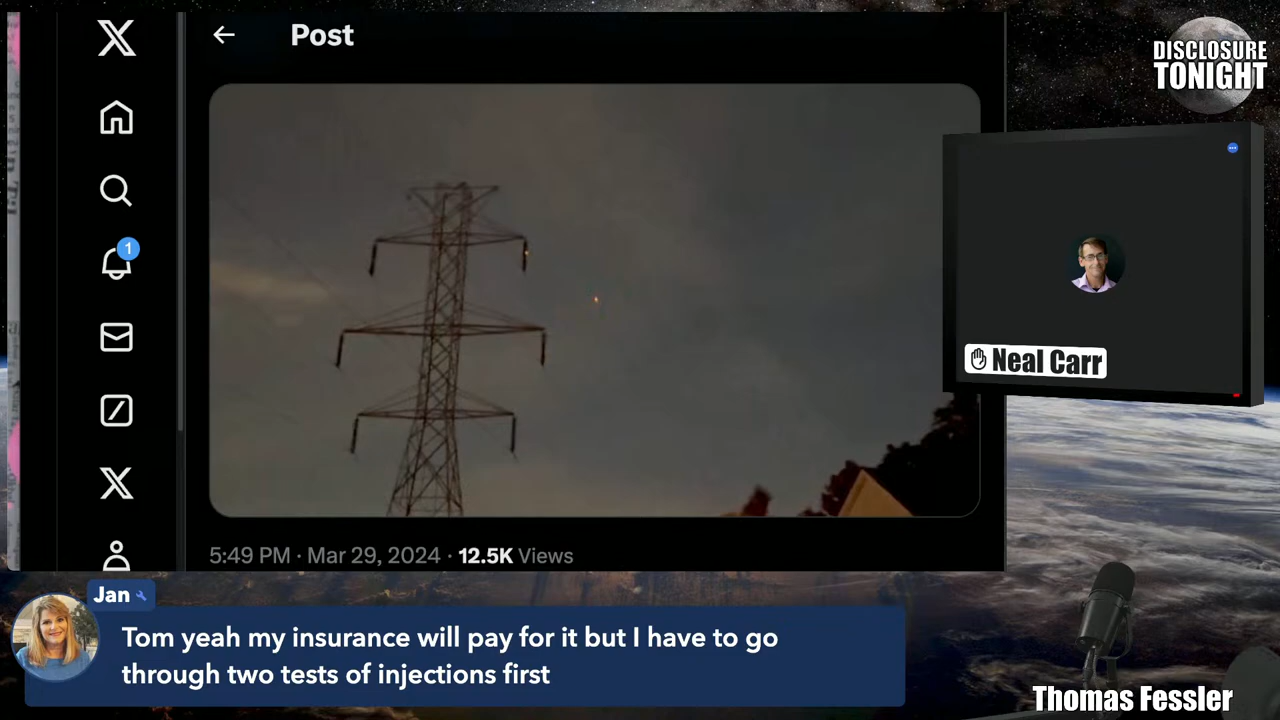 Post
DISCLOSURE
TONIGHT
1
Neal Carr
5:49 PM · Mar 29, 2024 · 12.5K Views
Jan
Tom yeah my insurance will pay for it but I have to go
through two tests of injections first
Thomas Fessler